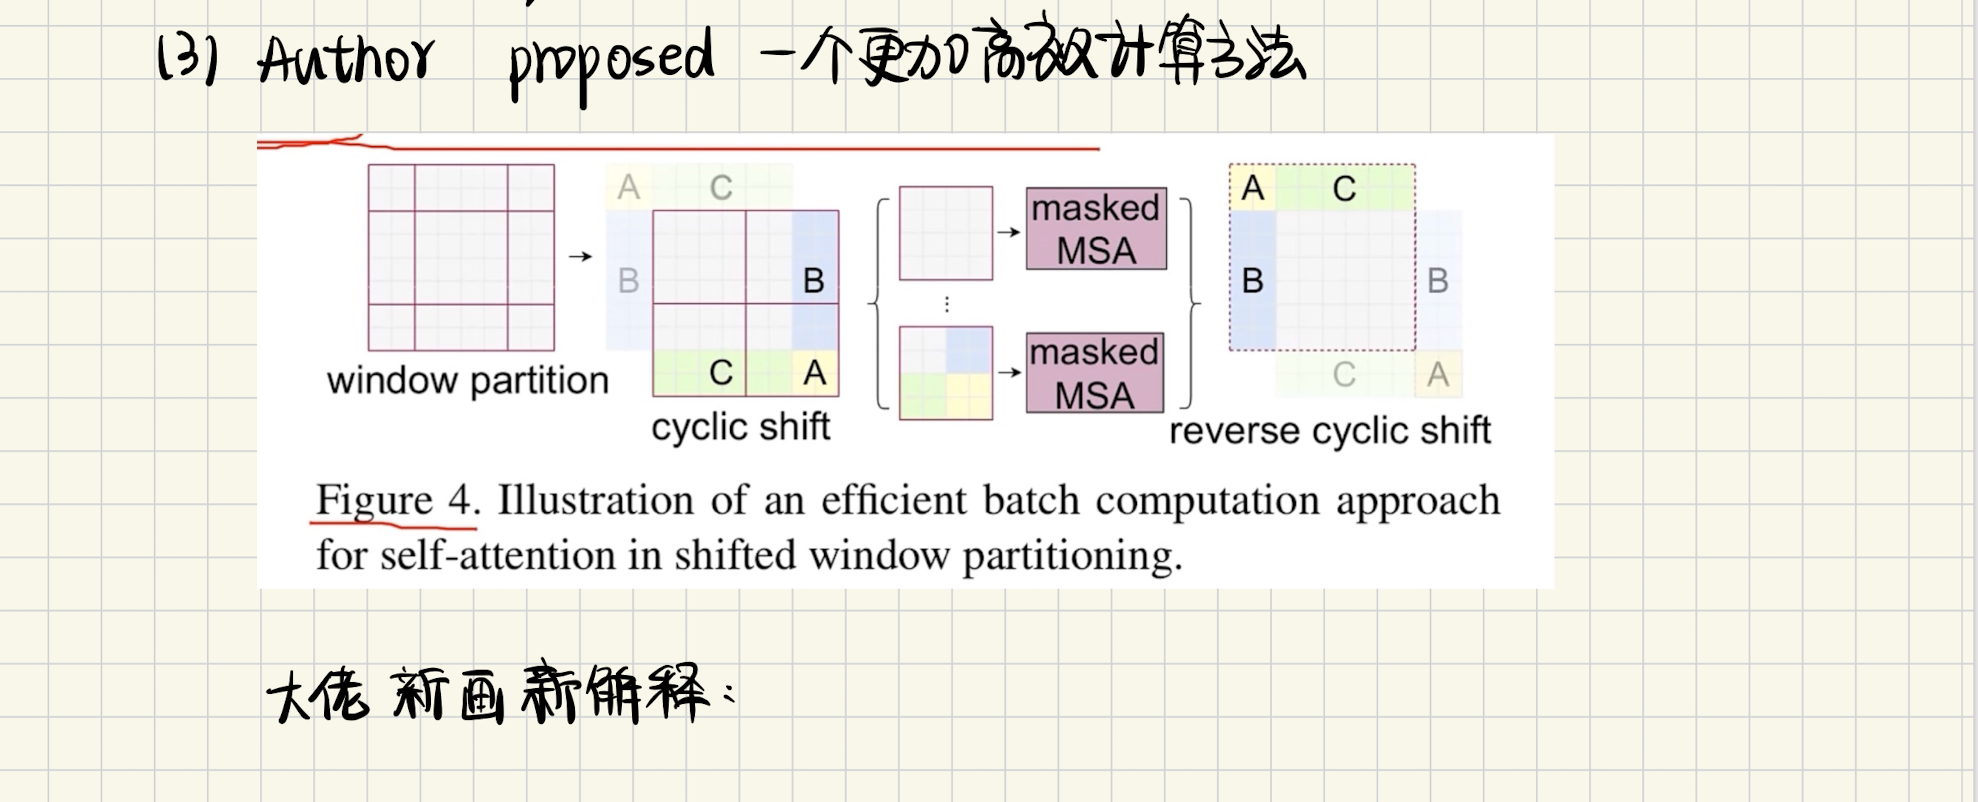 (3) Author proposed 一个更加高效计算方法
A C
B
B
C A
window partition
cyclic shift
masked
MSA
⋮
masked
MSA
A C
B B
C A
reverse cyclic shift
Figure 4. Illustration of an efficient batch computation approach
for self-attention in shifted window partitioning.
大佬新画新解释：